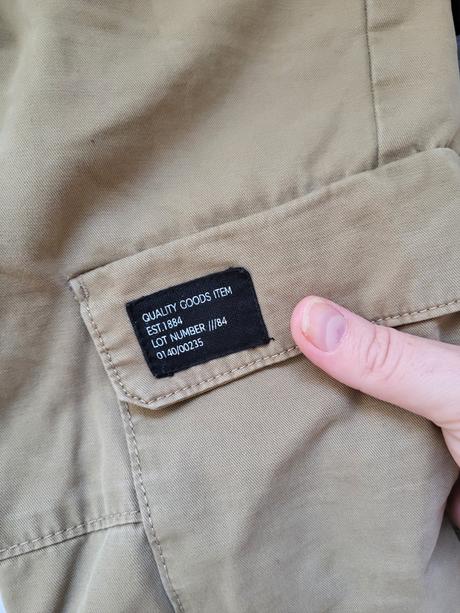 QUALITY GOODS ITEM
EST.1884
LOT NUMBER ///84
0140/00235